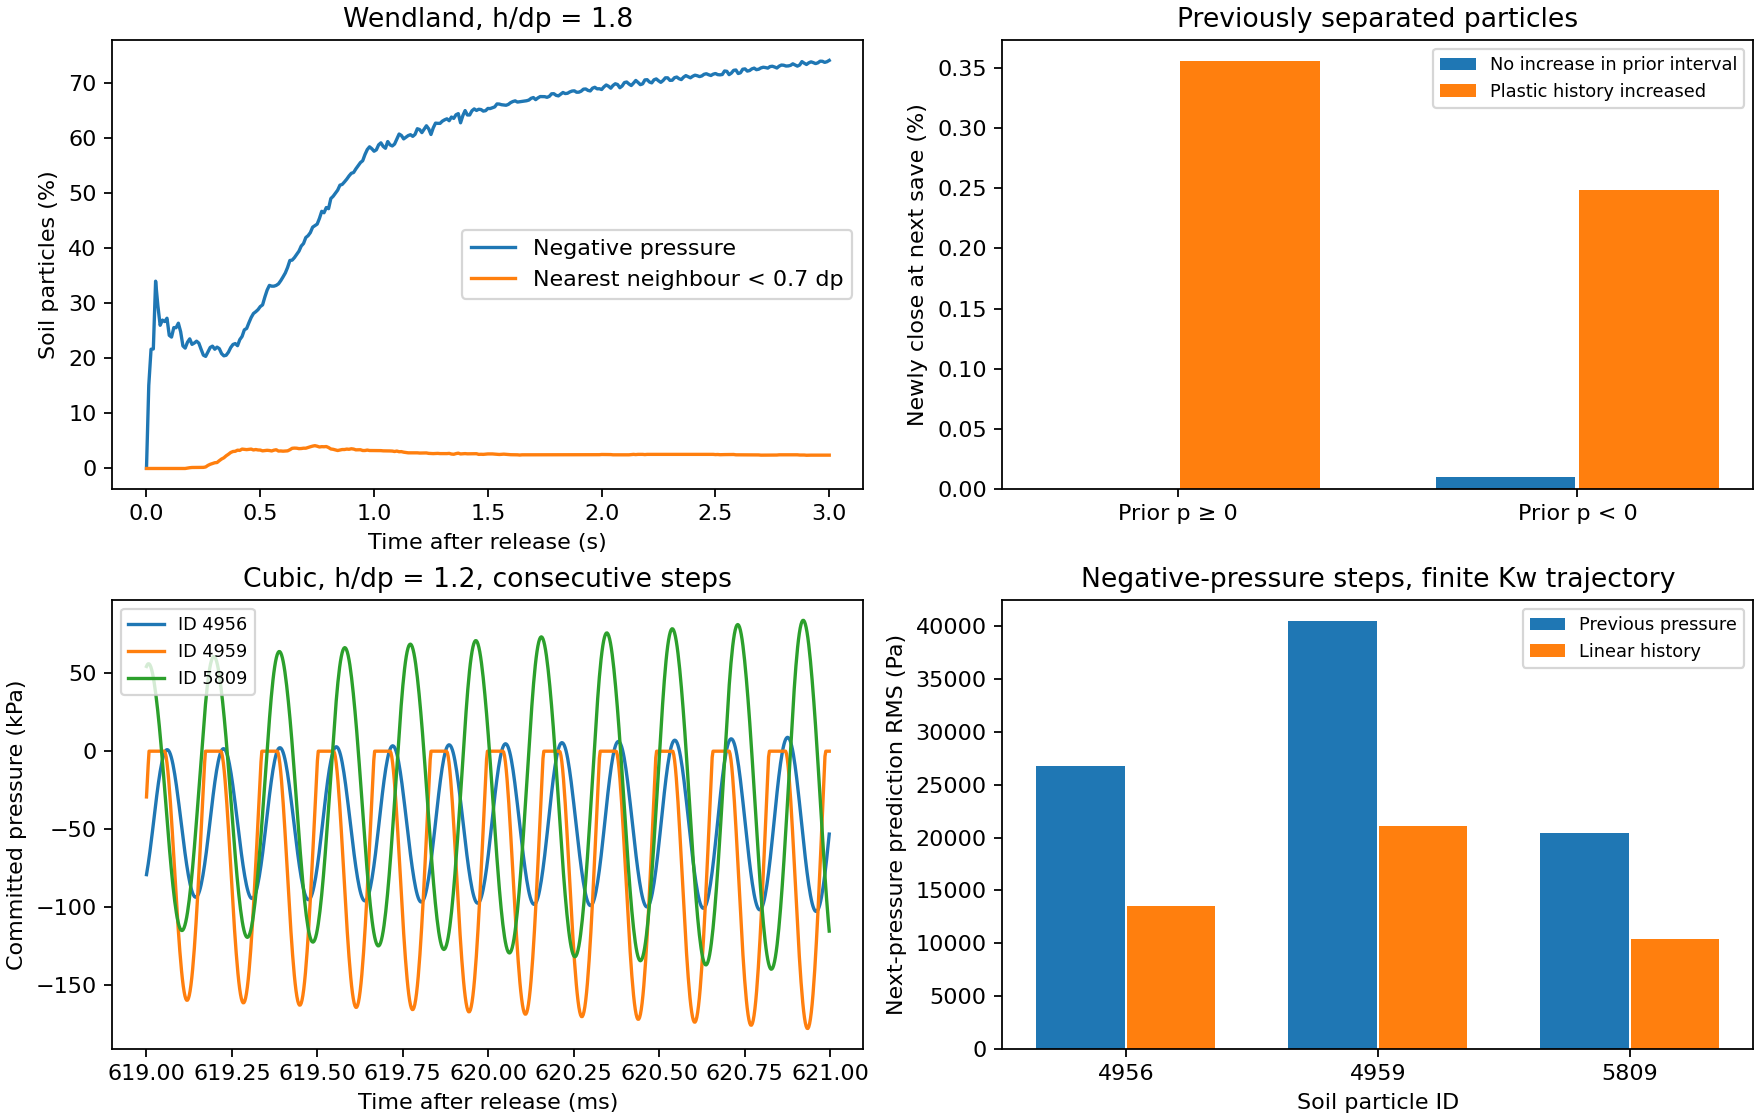 Wendland, h/dp = 1.8
Soil particles (%)
70
60
50
40
30
20
10
0
Negative pressure
Nearest neighbour < 0.7 dp
0.0 0.5 1.0 1.5 2.0 2.5 3.0
Time after release (s)
Previously separated particles
Newly close at next save (%)
0.35
0.30
0.25
0.20
0.15
0.10
0.05
0.00
No increase in prior interval
Plastic history increased
Prior p ≥ 0 Prior p < 0
Cubic, h/dp = 1.2, consecutive steps
Committed pressure (kPa)
50
0
−50
−100
−150
ID 4956
ID 4959
ID 5809
619.00 619.25 619.50 619.75 620.00 620.25 620.50 620.75 621.00
Time after release (ms)
Negative-pressure steps, finite Kw trajectory
Next-pressure prediction RMS (Pa)
40000
35000
30000
25000
20000
15000
10000
5000
0
Previous pressure
Linear history
4956 4959 5809
Soil particle ID